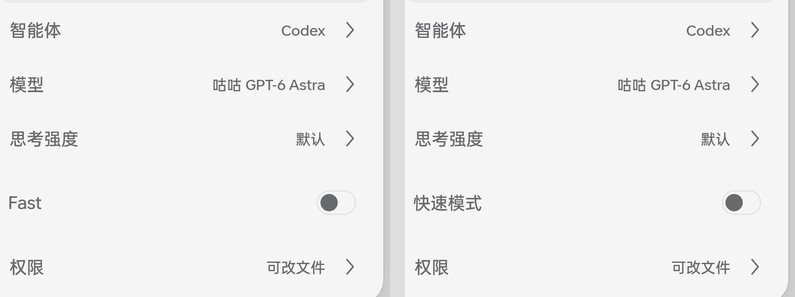 智能体 Codex
模型 咕咕 GPT-6 Astra
思考强度 默认
Fast
权限 可改文件
智能体 Codex
模型 咕咕 GPT-6 Astra
思考强度 默认
快速模式
权限 可改文件